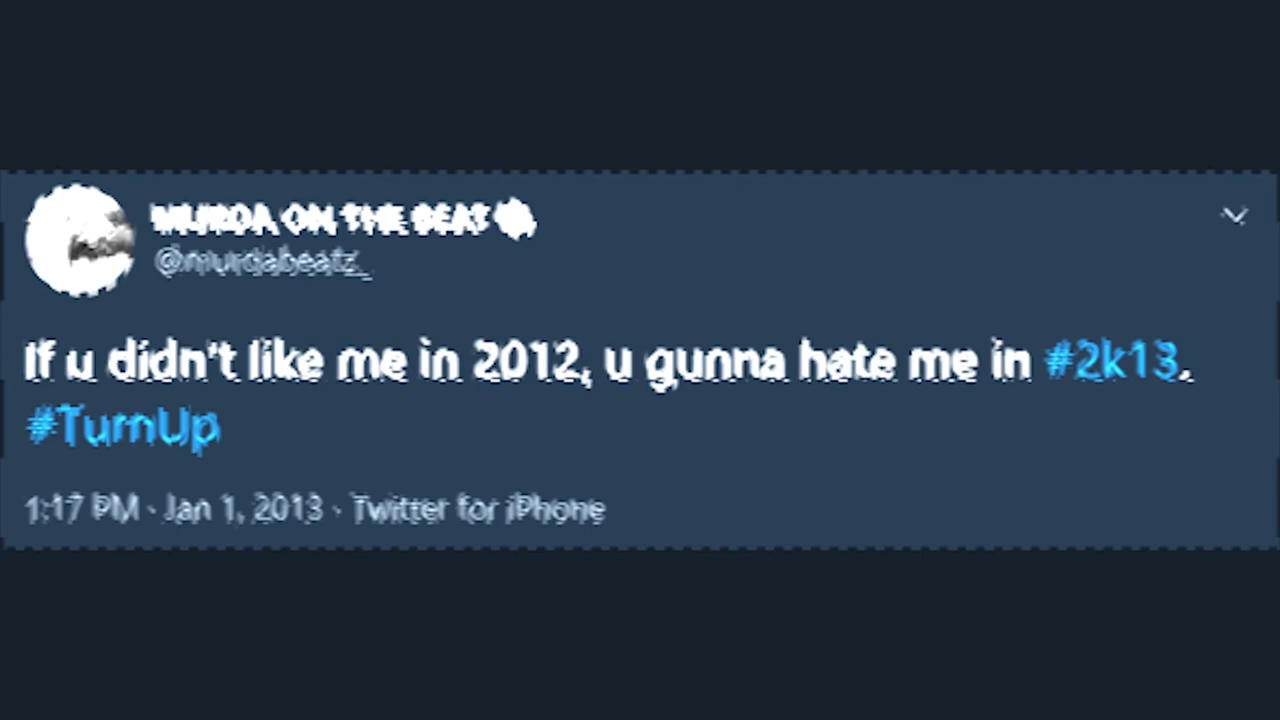 MURDA ON THE BEAT
@murdabeatz_
If u didn't like me in 2012, u gunna hate me in #2k13.
#TurnUp
1:17 PM · Jan 1, 2013 · Twitter for iPhone